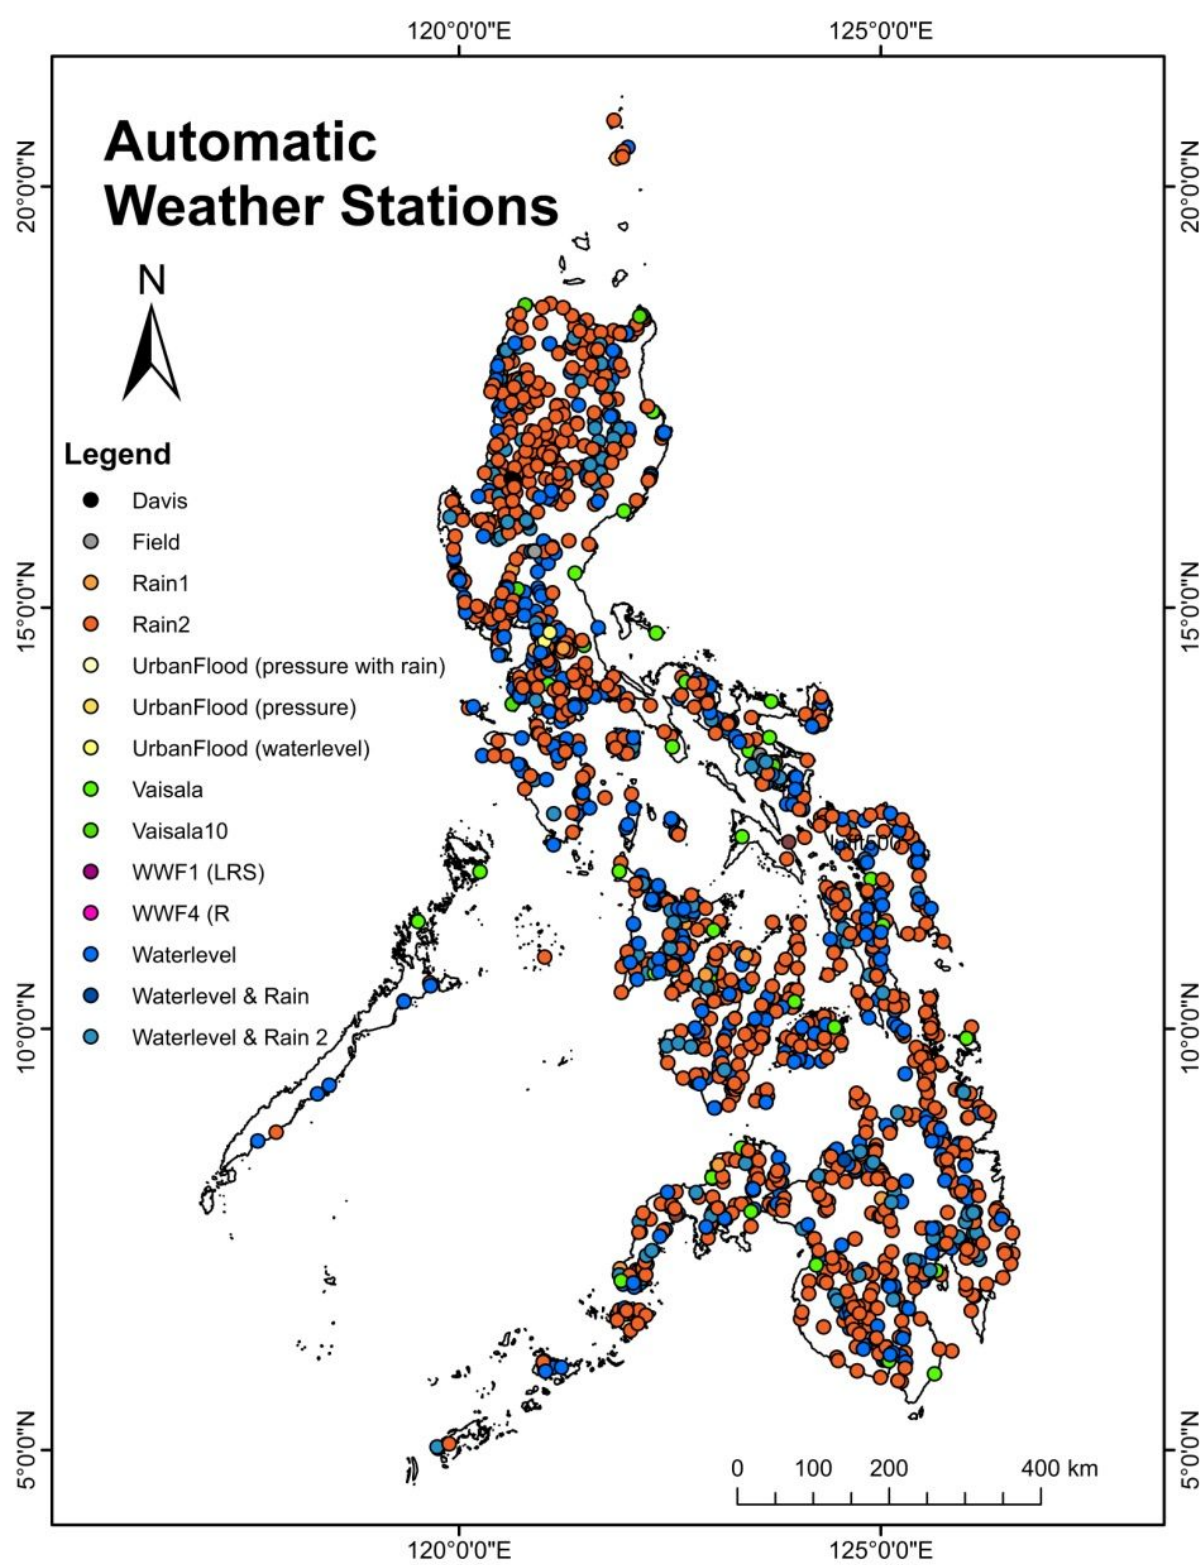 120°0'0"E 125°0'0"E
Automatic
Weather Stations
20°0'0"N 20°0'0"N
N
Legend
Davis
Field
Rain1
15°0'0"N 15°0'0"N
Rain2
UrbanFlood (pressure with rain)
UrbanFlood (pressure)
UrbanFlood (waterlevel)
Vaisala
Vaisala10
WWF1 (LRS)
WWF4 (R
Waterlevel
Waterlevel & Rain
10°0'0"N 10°0'0"N
Waterlevel & Rain 2
5°0'0"N 5°0'0"N
0 100 200 400 km
120°0'0"E 125°0'0"E